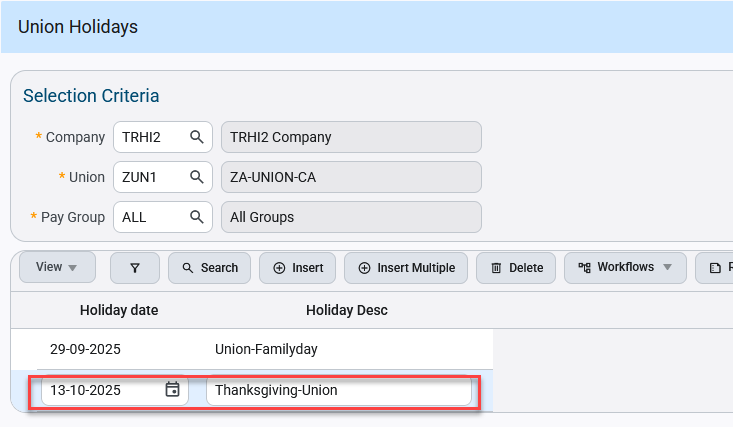 Union Holidays
Selection Criteria
* Company TRHI2 TRHI2 Company
* Union ZUN1 ZA-UNION-CA
* Pay Group ALL All Groups
View Search Insert Insert Multiple Delete Workflows
Holiday date Holiday Desc
29-09-2025 Union-Familyday
13-10-2025 Thanksgiving-Union